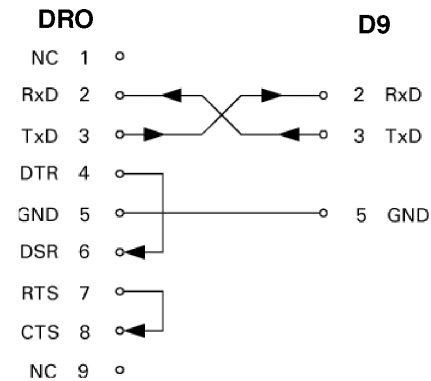 DRO D9
NC 1
RxD 2 2 RxD
TxD 3 3 TxD
DTR 4
GND 5 5 GND
DSR 6
RTS 7
CTS 8
NC 9